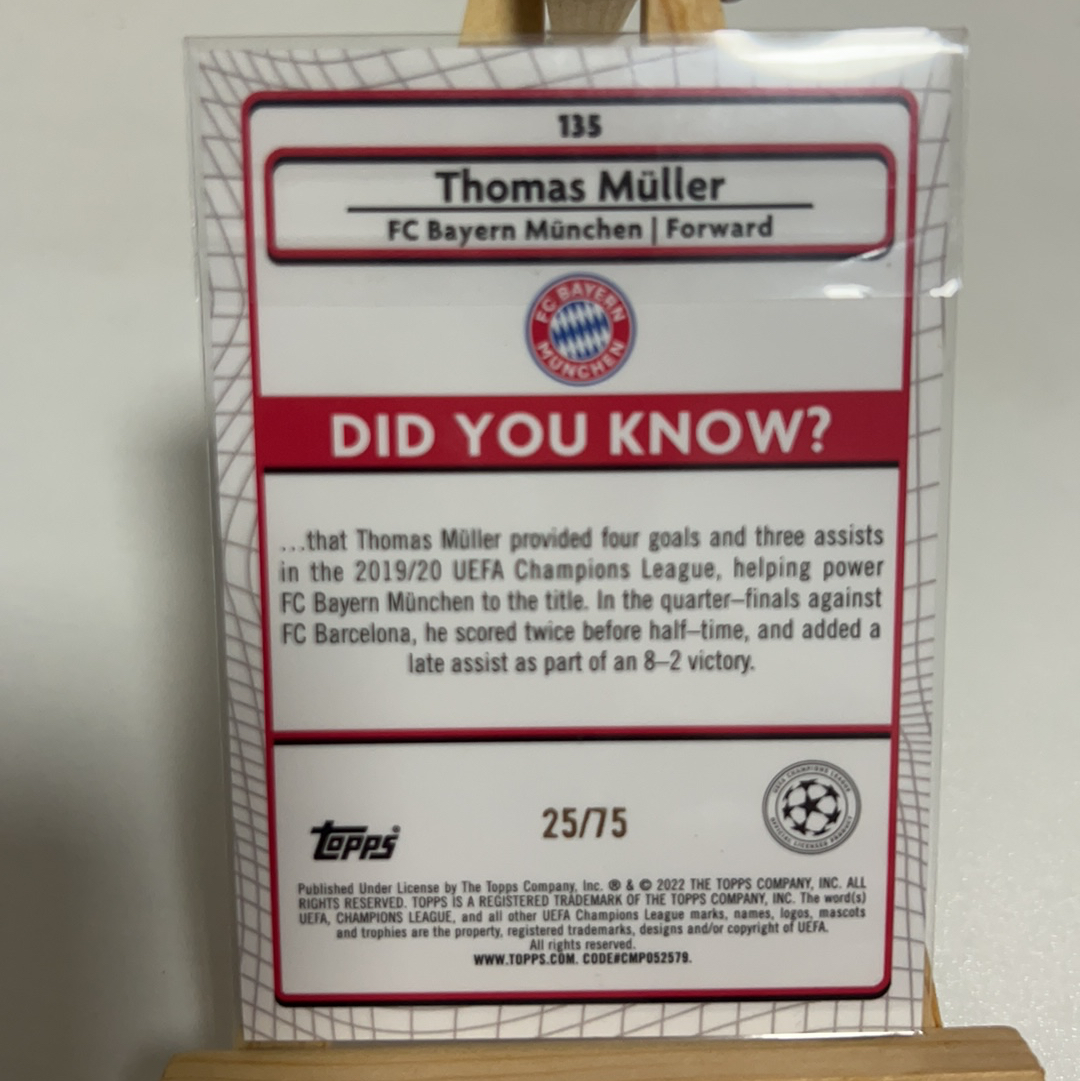 135
Thomas Müller
FC Bayern München | Forward
FC BAYERN
MÜNCHEN
DID YOU KNOW?
...that Thomas Müller provided four goals and three assists
in the 2019/20 UEFA Champions League, helping power
FC Bayern München to the title. In the quarter–finals against
FC Barcelona, he scored twice before half–time, and added a
late assist as part of an 8–2 victory.
UEFA CHAMPIONS LEAGUE
OFFICIAL LICENSED PRODUCT
topps
25/75
Published Under License by The Topps Company, Inc. ® & © 2022 THE TOPPS COMPANY, INC. ALL
RIGHTS RESERVED. TOPPS IS A REGISTERED TRADEMARK OF THE TOPPS COMPANY, INC. The word(s)
UEFA, CHAMPIONS LEAGUE, and all other UEFA Champions League marks, names, logos, mascots
and trophies are the property, registered trademarks, designs and/or copyright of UEFA.
All rights reserved.
WWW.TOPPS.COM. CODE#CMP052579.